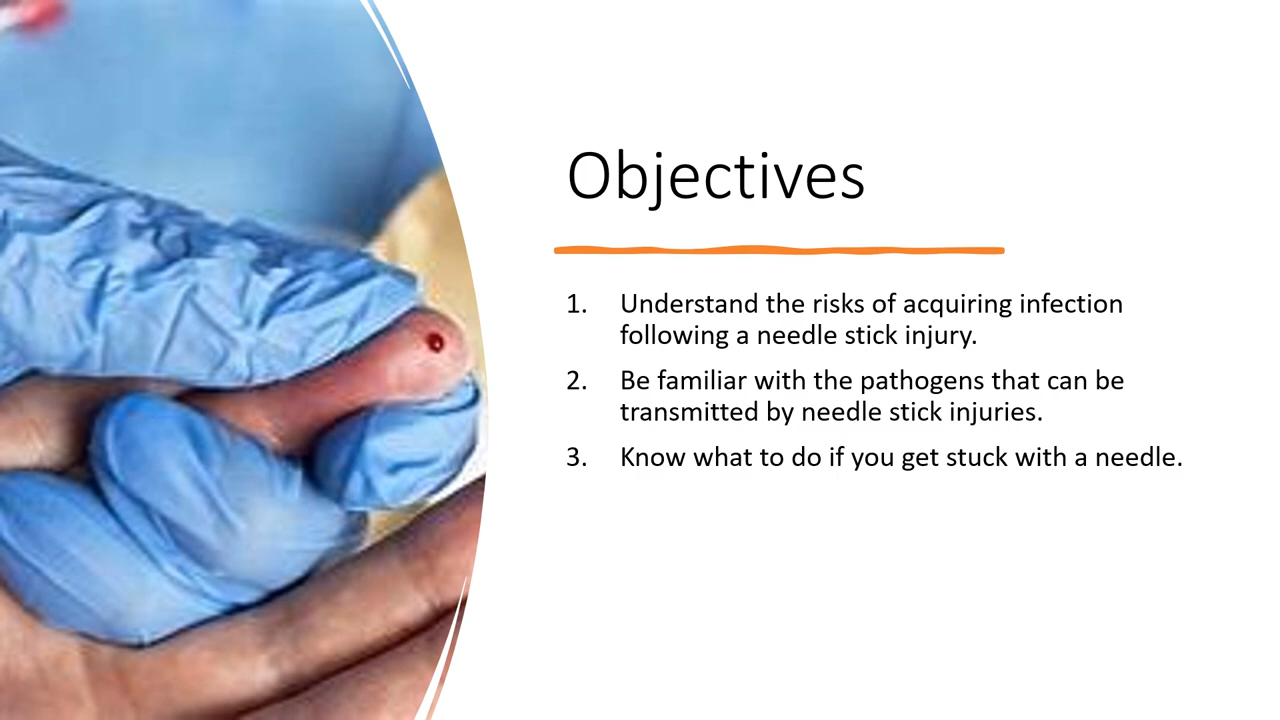 Objectives
1. Understand the risks of acquiring infection
following a needle stick injury.
2. Be familiar with the pathogens that can be
transmitted by needle stick injuries.
3. Know what to do if you get stuck with a needle.